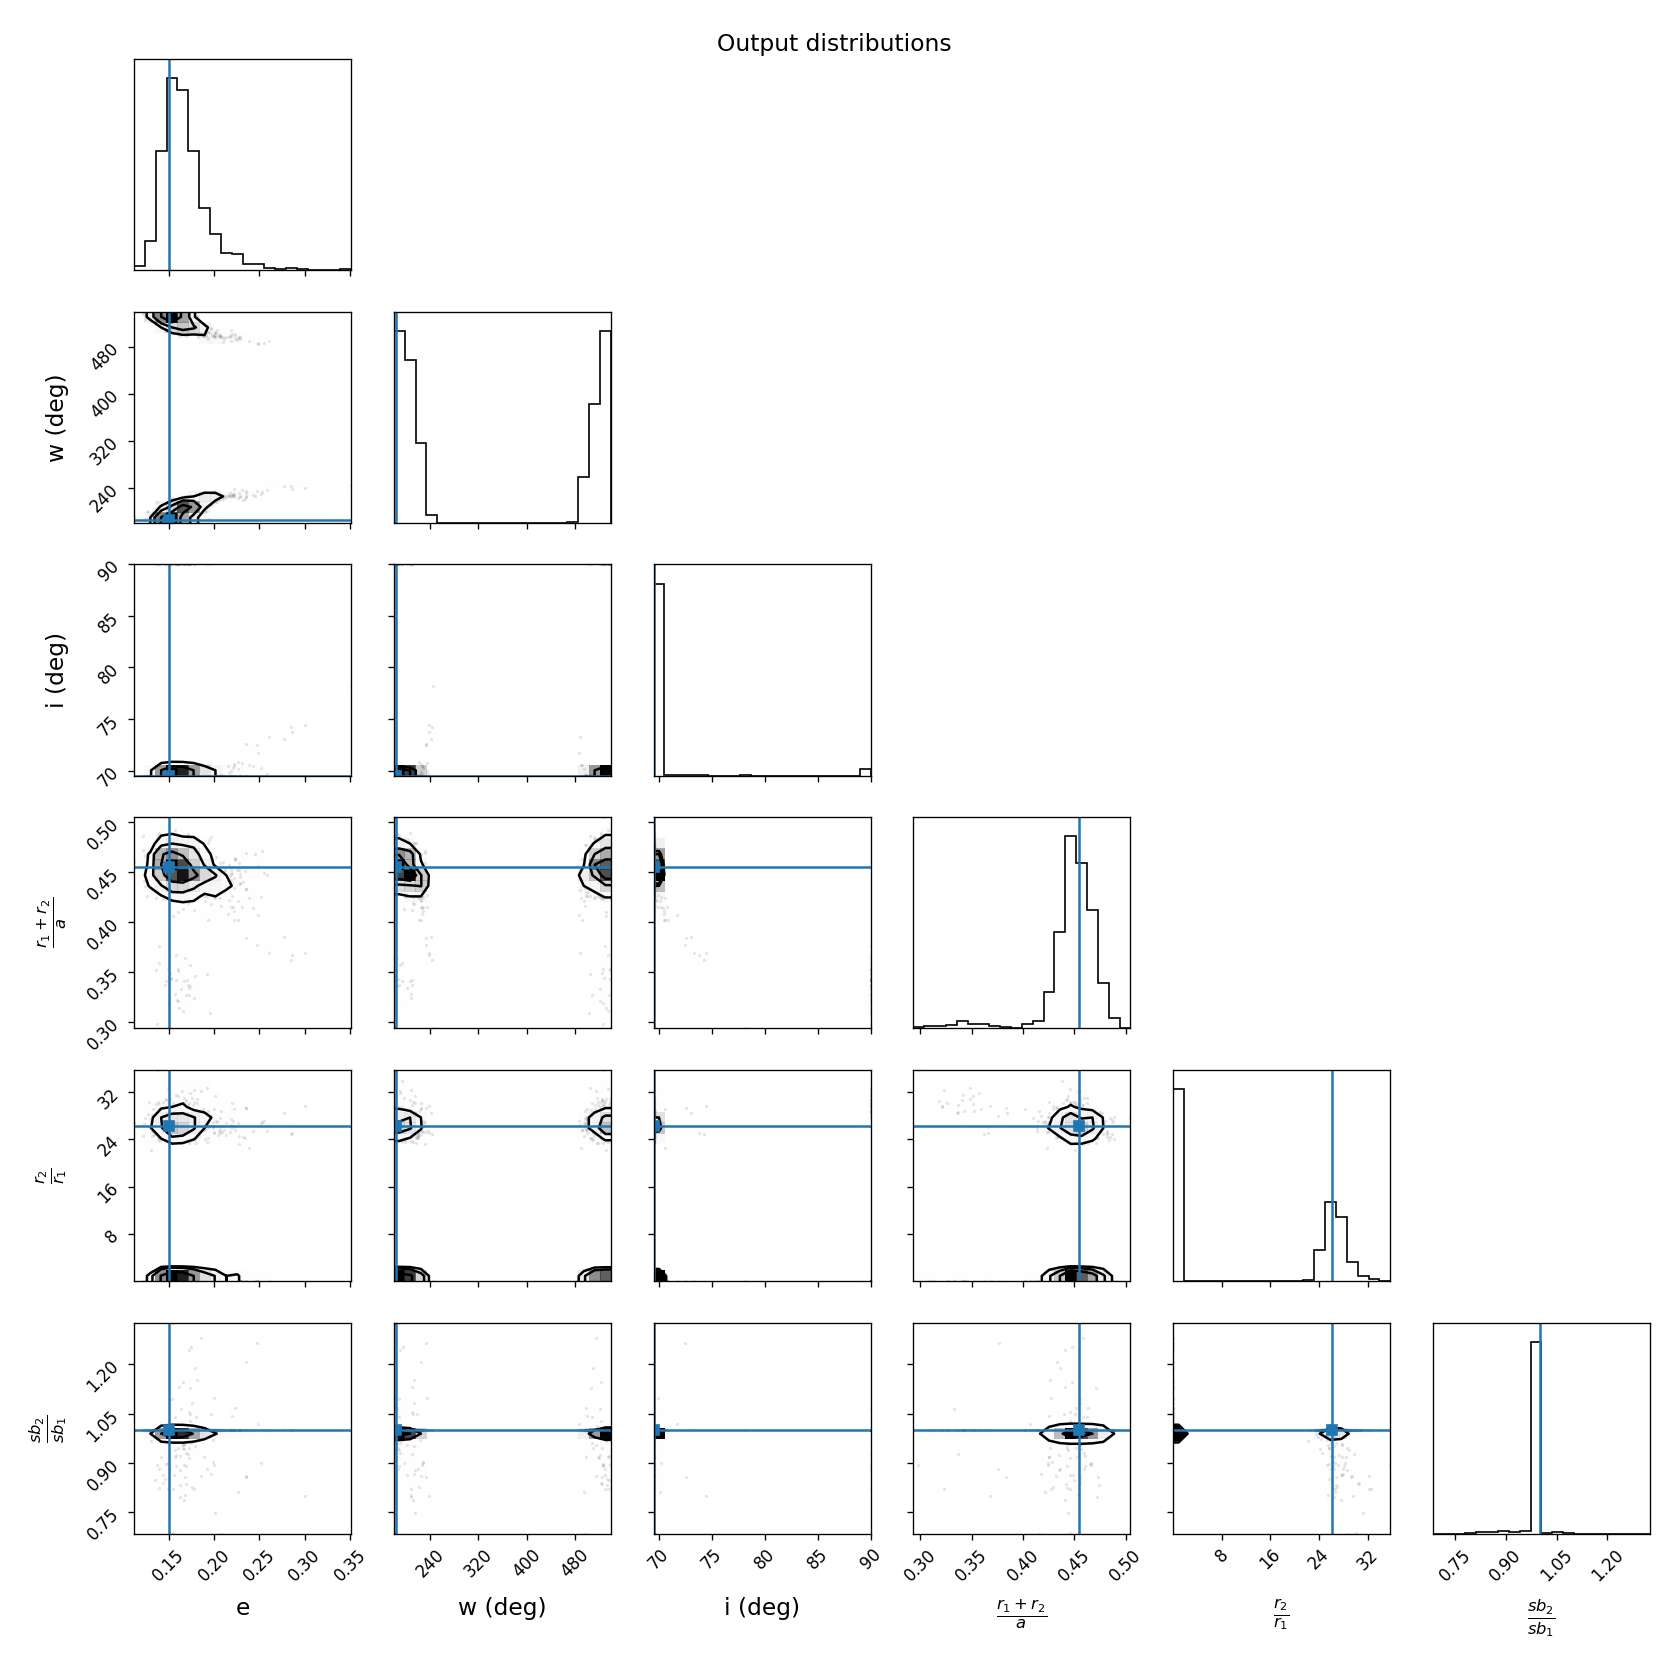 Output distributions
w (deg)
480
400
320
240
i (deg)
90
85
80
75
70
r₁ + r₂ / a
0.50
0.45
0.40
0.35
0.30
r₂ / r₁
32
24
16
8
sb₂ / sb₁
1.20
1.05
0.90
0.75
0.15 0.20 0.25 0.30 0.35
240 320 400 480
70 75 80 85 90
0.30 0.35 0.40 0.45 0.50
8 16 24 32
0.75 0.90 1.05 1.20
e
w (deg)
i (deg)
r₁ + r₂ / a
r₂ / r₁
sb₂ / sb₁